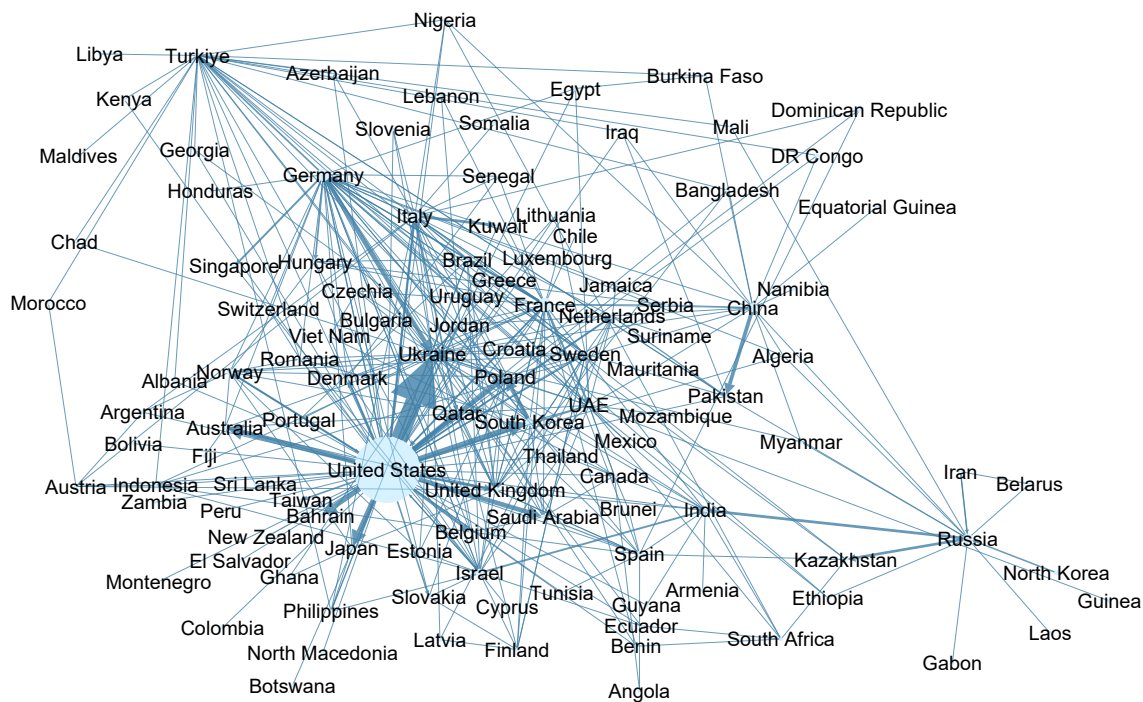 Nigeria
Libya
Turkiye
Azerbaijan
Burkina Faso
Egypt
Lebanon
Kenya
Dominican Republic
Somalia
Slovenia
Mali
Iraq
Georgia
Maldives
DR Congo
Germany
Senegal
Honduras
Bangladesh
Equatorial Guinea
Italy
Lithuania
Kuwait
Chile
Chad
Luxembourg
Brazil
Hungary
Singapore
Greece
Jamaica
Namibia
Czechia
Uruguay
Morocco
France
Serbia
Switzerland
China
Netherlands
Bulgaria
Jordan
Viet Nam
Suriname
Croatia
Ukraine
Sweden
Algeria
Romania
Mauritania
Norway
Poland
Denmark
Albania
Pakistan
UAE
Argentina
Qatar
Mozambique
Portugal
South Korea
Australia
Bolivia
Mexico
Myanmar
Fiji
Thailand
United States
Iran
Canada
Sri Lanka
Belarus
Austria
Indonesia
United Kingdom
Zambia
Taiwan
Peru
Bahrain
Saudi Arabia
Brunei
India
Belgium
New Zealand
Russia
Japan
Estonia
Spain
El Salvador
Kazakhstan
Israel
North Korea
Ghana
Montenegro
Armenia
Tunisia
Slovakia
Ethiopia
Guinea
Guyana
Cyprus
Philippines
Ecuador
Colombia
Laos
Latvia
South Africa
Benin
Finland
North Macedonia
Gabon
Botswana
Angola